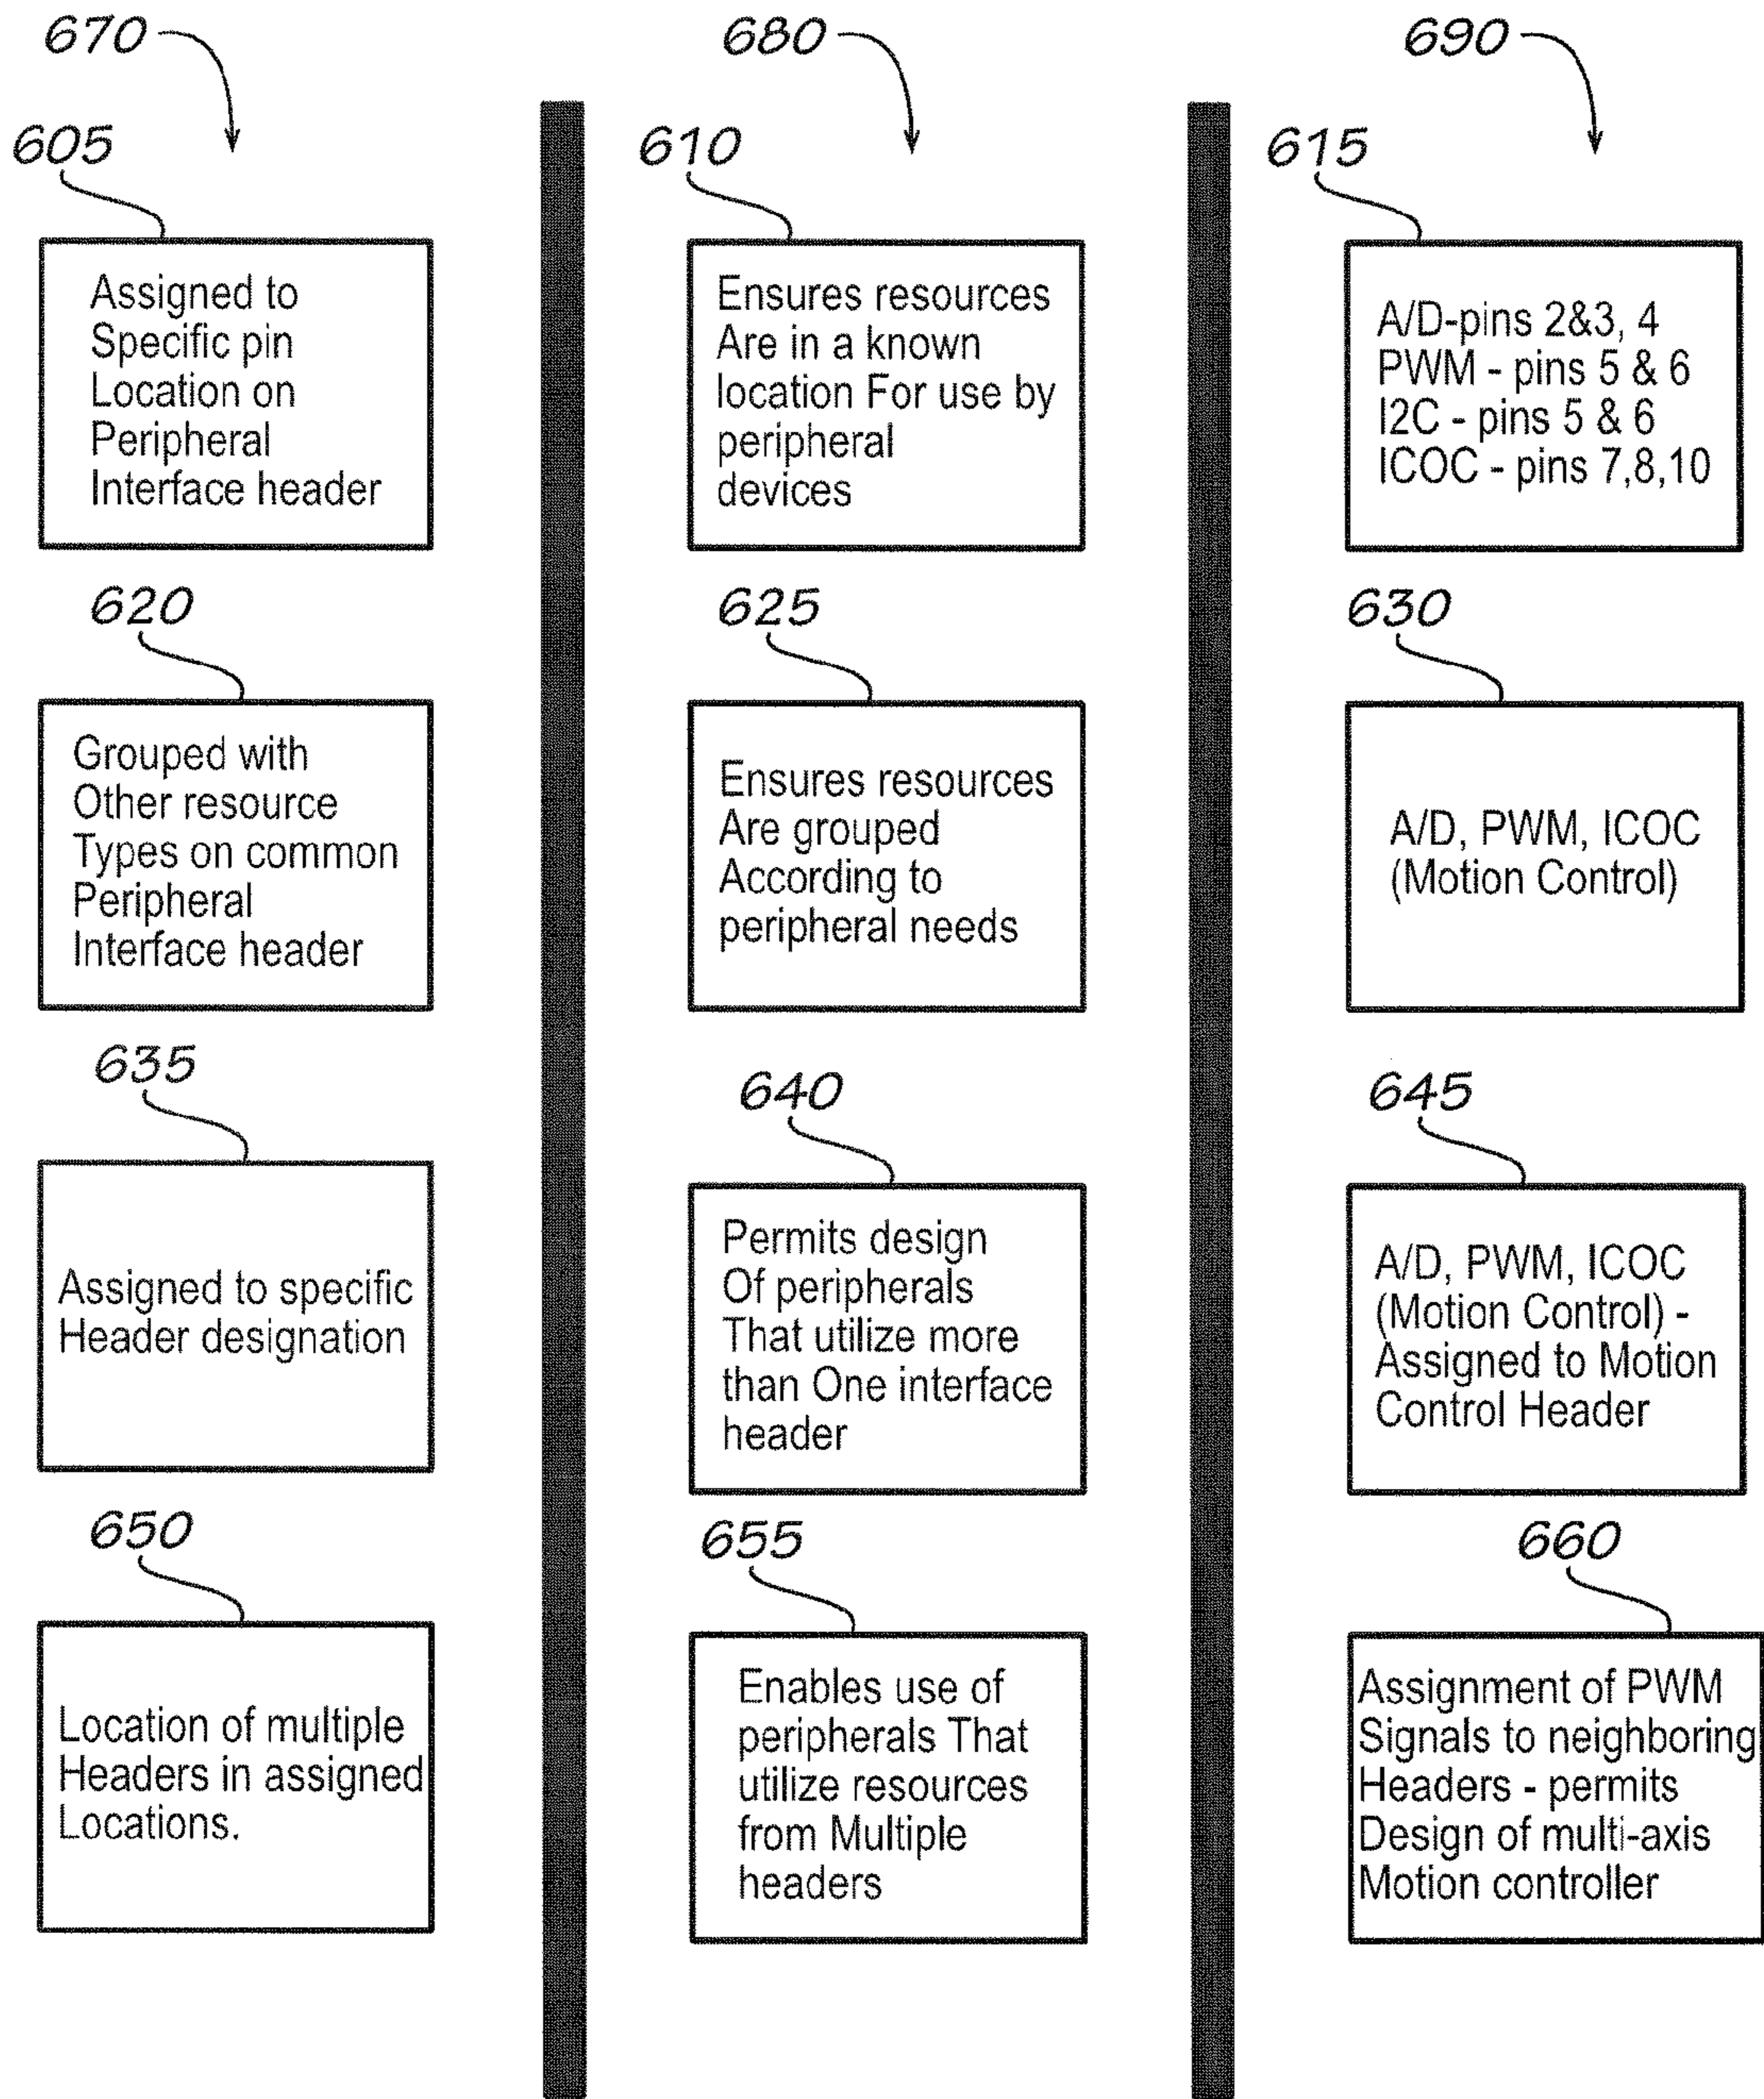 670
680
690
605
610
615
Assigned to
Specific pin
Location on
Peripheral
Interface header
Ensures resources
Are in a known
location For use by
peripheral
devices
A/D-pins 2&3, 4
PWM - pins 5 & 6
I2C - pins 5 & 6
ICOC - pins 7,8,10
620
625
630
Grouped with
Other resource
Types on common
Peripheral
Interface header
Ensures resources
Are grouped
According to
peripheral needs
A/D, PWM, ICOC
(Motion Control)
635
640
645
Assigned to specific
Header designation
Permits design
Of peripherals
That utilize more
than One interface
header
A/D, PWM, ICOC
(Motion Control) -
Assigned to Motion
Control Header
650
655
660
Location of multiple
Headers in assigned
Locations.
Enables use of
peripherals That
utilize resources
from Multiple
headers
Assignment of PWM
Signals to neighboring
Headers - permits
Design of multi-axis
Motion controller